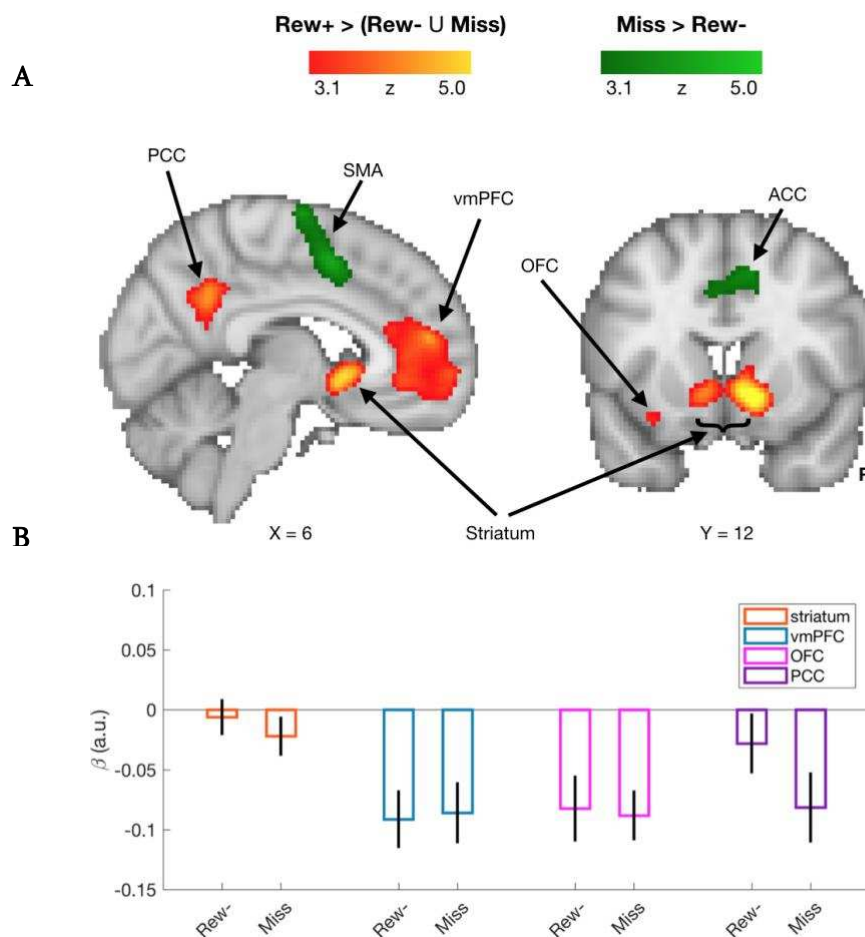 Rew+ > (Rew- U Miss)
Miss > Rew-
A
3.1 z 5.0
3.1 z 5.0
PCC
SMA
vmPFC
ACC
OFC
R
B
X = 6
Striatum
Y = 12
0.1
0.05
0
-0.05
-0.1
-0.15
β (a.u.)
striatum
vmPFC
OFC
PCC
Rew- Miss Rew- Miss Rew- Miss Rew- Miss